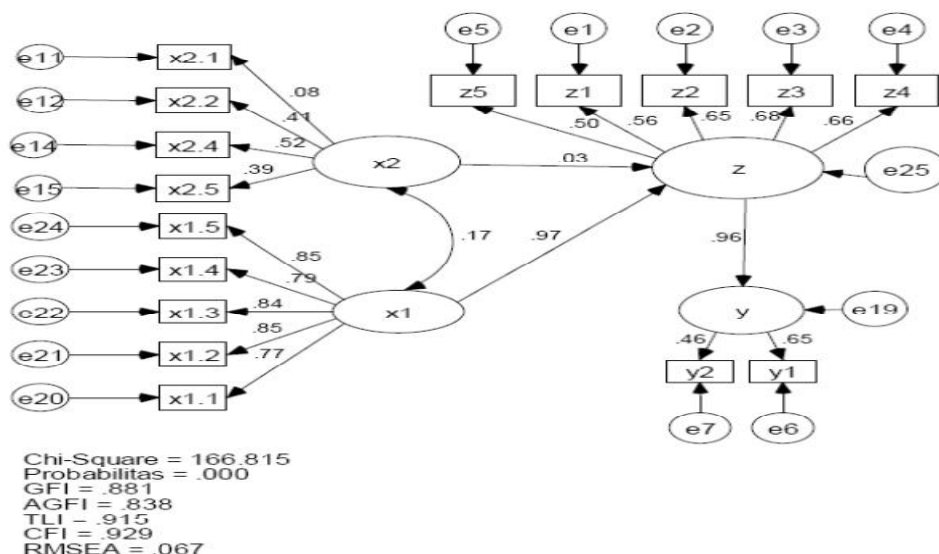 e5 e1 e2 e3 e4
e11 x2.1
z5 z1 z2 z3 z4
e12 x2.2
.08
.41
.50 .56 .65 .68 .66
e14 x2.4
.52
x2 .03 z e25
e15 x2.5
.39
e24 x1.5
.17 .97 .96
.85
e23 x1.4
.79
e22 x1.3
.84 x1 y e19
.85
.46 .65
e21 x1.2
.77
y2 y1
e20 x1.1
e7 e6
Chi-Square = 166.815
Probabilitas = .000
GFI = .881
AGFI = .838
TLI = .915
CFI = .929
RMSEA = .067